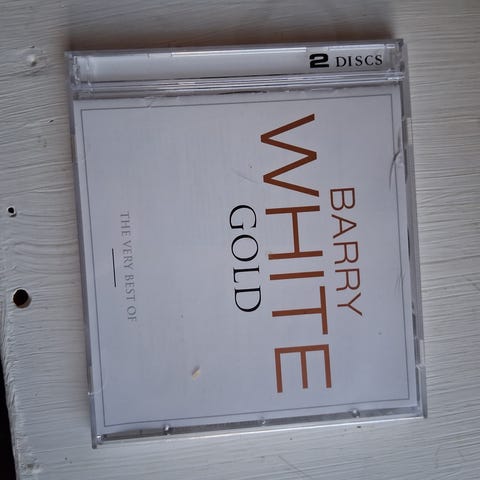 2 DISCS
BARRY
WHITE
GOLD
THE VERY BEST OF